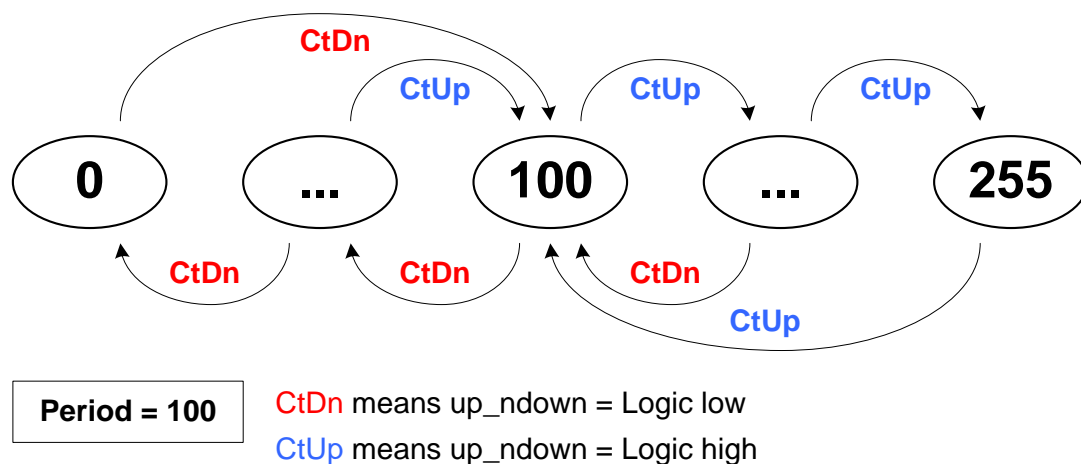 CtDn
CtUp CtUp CtUp
0 ... 100 ... 255
CtDn CtDn CtDn
CtUp
Period = 100
CtDn means up_ndown = Logic low
CtUp means up_ndown = Logic high